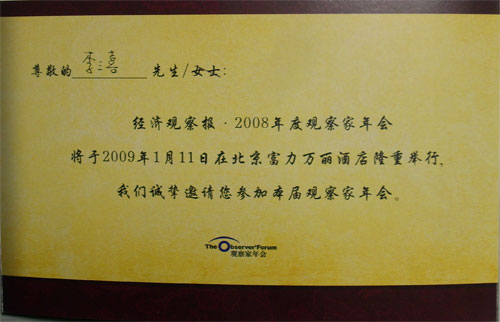 尊敬的 李三喜 先生/女士：
经济观察报·2008年度观察家年会
将于2009年1月11日在北京富力万丽酒店隆重举行，
我们诚挚邀请您参加本届观察家年会。
The Observer Forum
观察家年会